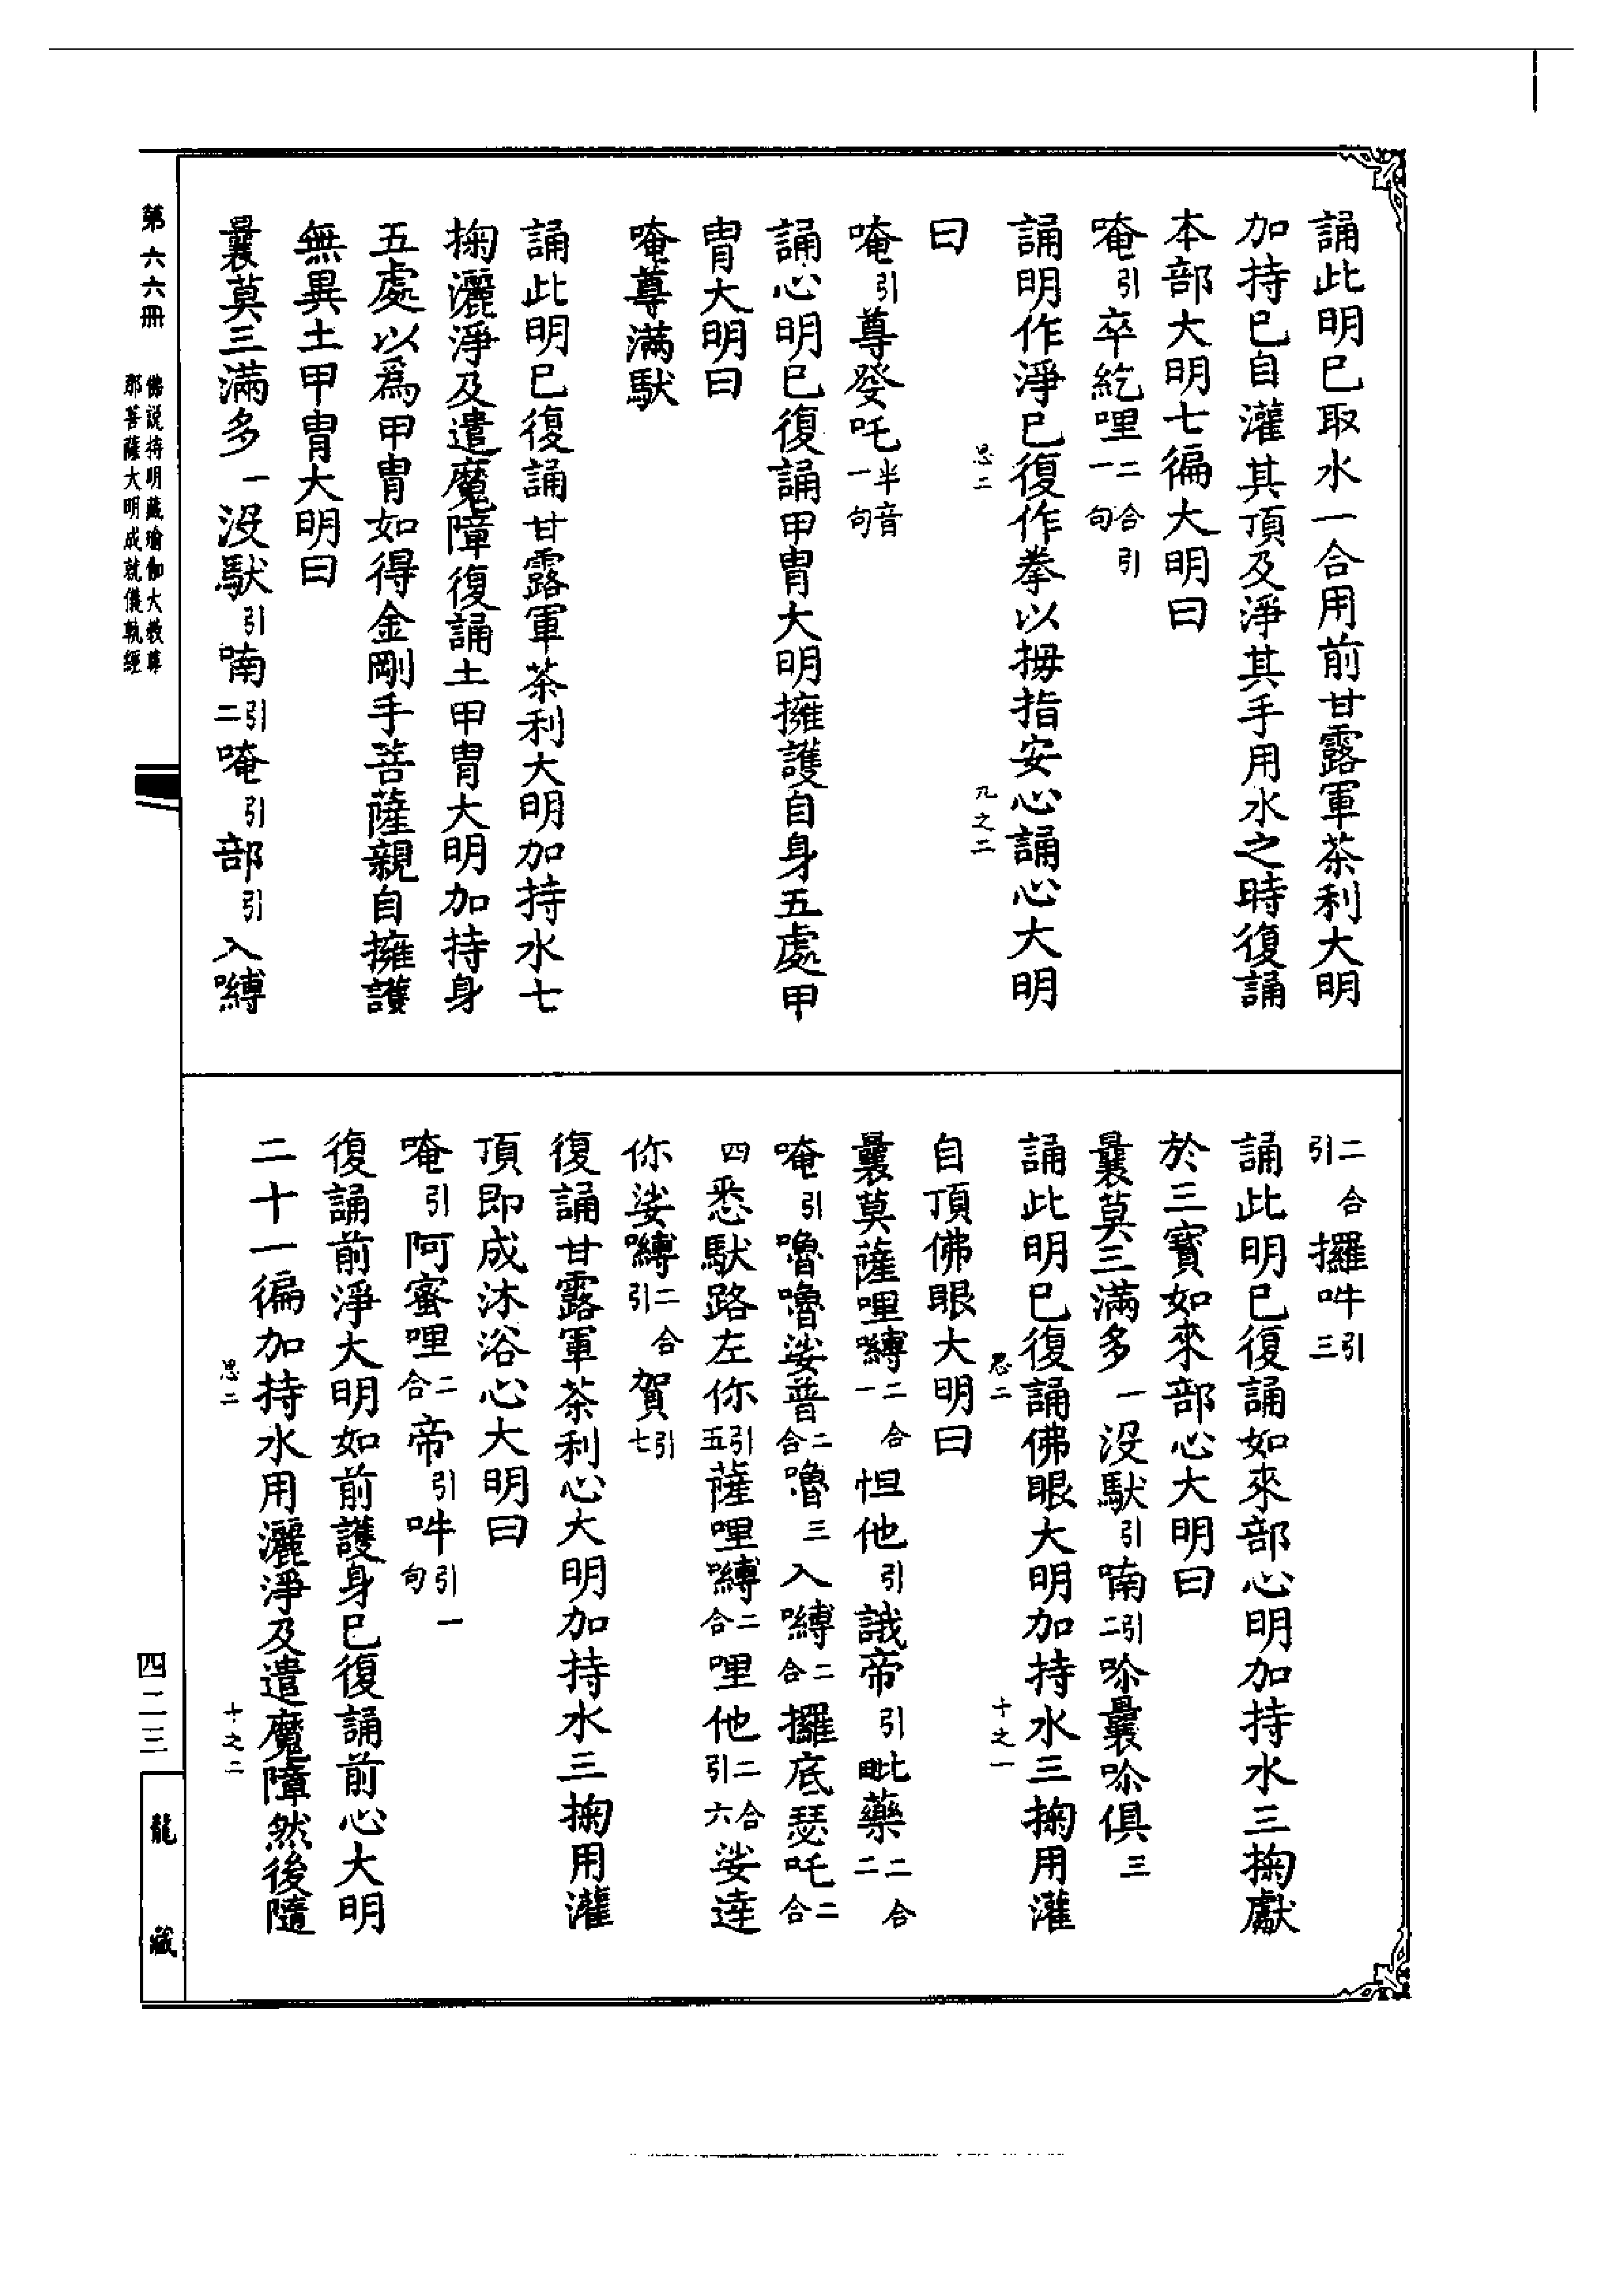 誦此明已取水一合用前甘露軍茶利大明
加持已自灌其頂及淨其手用水之時復誦
本部大明七徧大明曰
唵引卒紇哩二合引一句
誦明作淨已復作拳以拇指安心誦心大明
思二 九之二
曰
唵引尊發吒半音一句
誦心明已復誦甲冑大明擁護自身五處甲
冑大明曰
唵尊滿馱
誦此明已復誦甘露軍茶利大明加持水七
掬灑淨及遣魔障復誦土甲冑大明加持身
五處以爲甲冑如得金剛手菩薩親自擁護
無異土甲冑大明曰
曩莫三滿多一沒馱引喃引二唵引部引入嚩
二合引攞吽引三
誦此明已復誦如來部心明加持水三掬獻
於三寶如來部心大明曰
曩莫三滿多一沒馱引喃引二㖿曩㖿俱三
誦此明已復誦佛眼大明加持水三掬用灌
思二 十之一
自頂佛眼大明曰
曩莫薩哩嚩二合一怛他引誐帝引毗藥二合二
唵引嚕嚕娑普二合嚕三入嚩二合攞底瑟吒二合
四悉馱路左你引五薩哩嚩二合哩他二合引六娑達
你娑嚩二合引賀引七
復誦甘露軍茶利心大明加持水三掬用灌
頂即成沐浴心大明曰
唵引阿蜜哩二合帝引吽引一句
復誦前淨大明如前護身已復誦前心大明
二十一徧加持水用灑淨及遣魔障然後隨
思二 十之二
第六六冊
佛說持明藏瑜伽大教尊
那菩薩大明成就儀軌經
四二三
龍藏